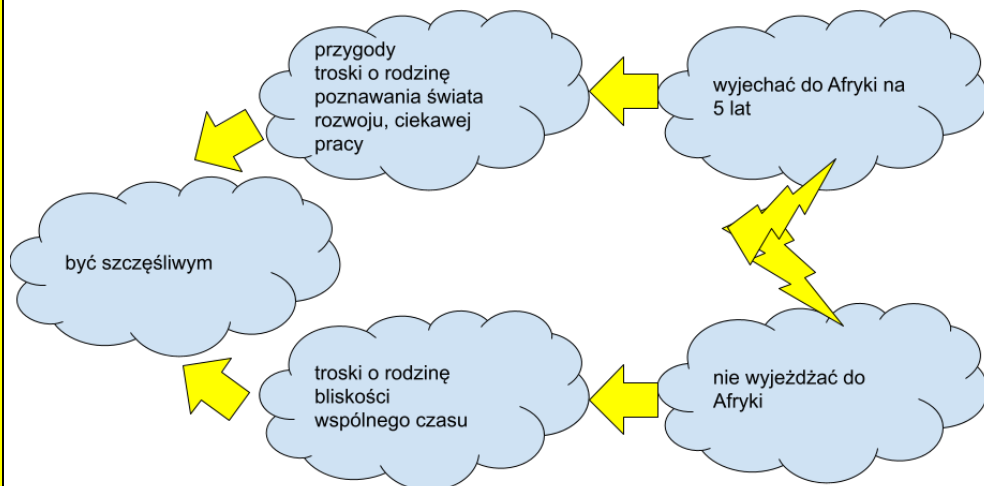 przygody
troski o rodzinę
poznawania świata
rozwoju, ciekawej
pracy
wyjechać do Afryki na
5 lat
być szczęśliwym
troski o rodzinę
bliskości
wspólnego czasu
nie wyjeżdżać do
Afryki